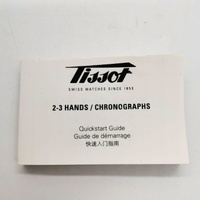 Tissot
SWISS WATCHES SINCE 1853
2-3 HANDS / CHRONOGRAPHS
Quickstart Guide
Guide de démarrage
快速入门指南